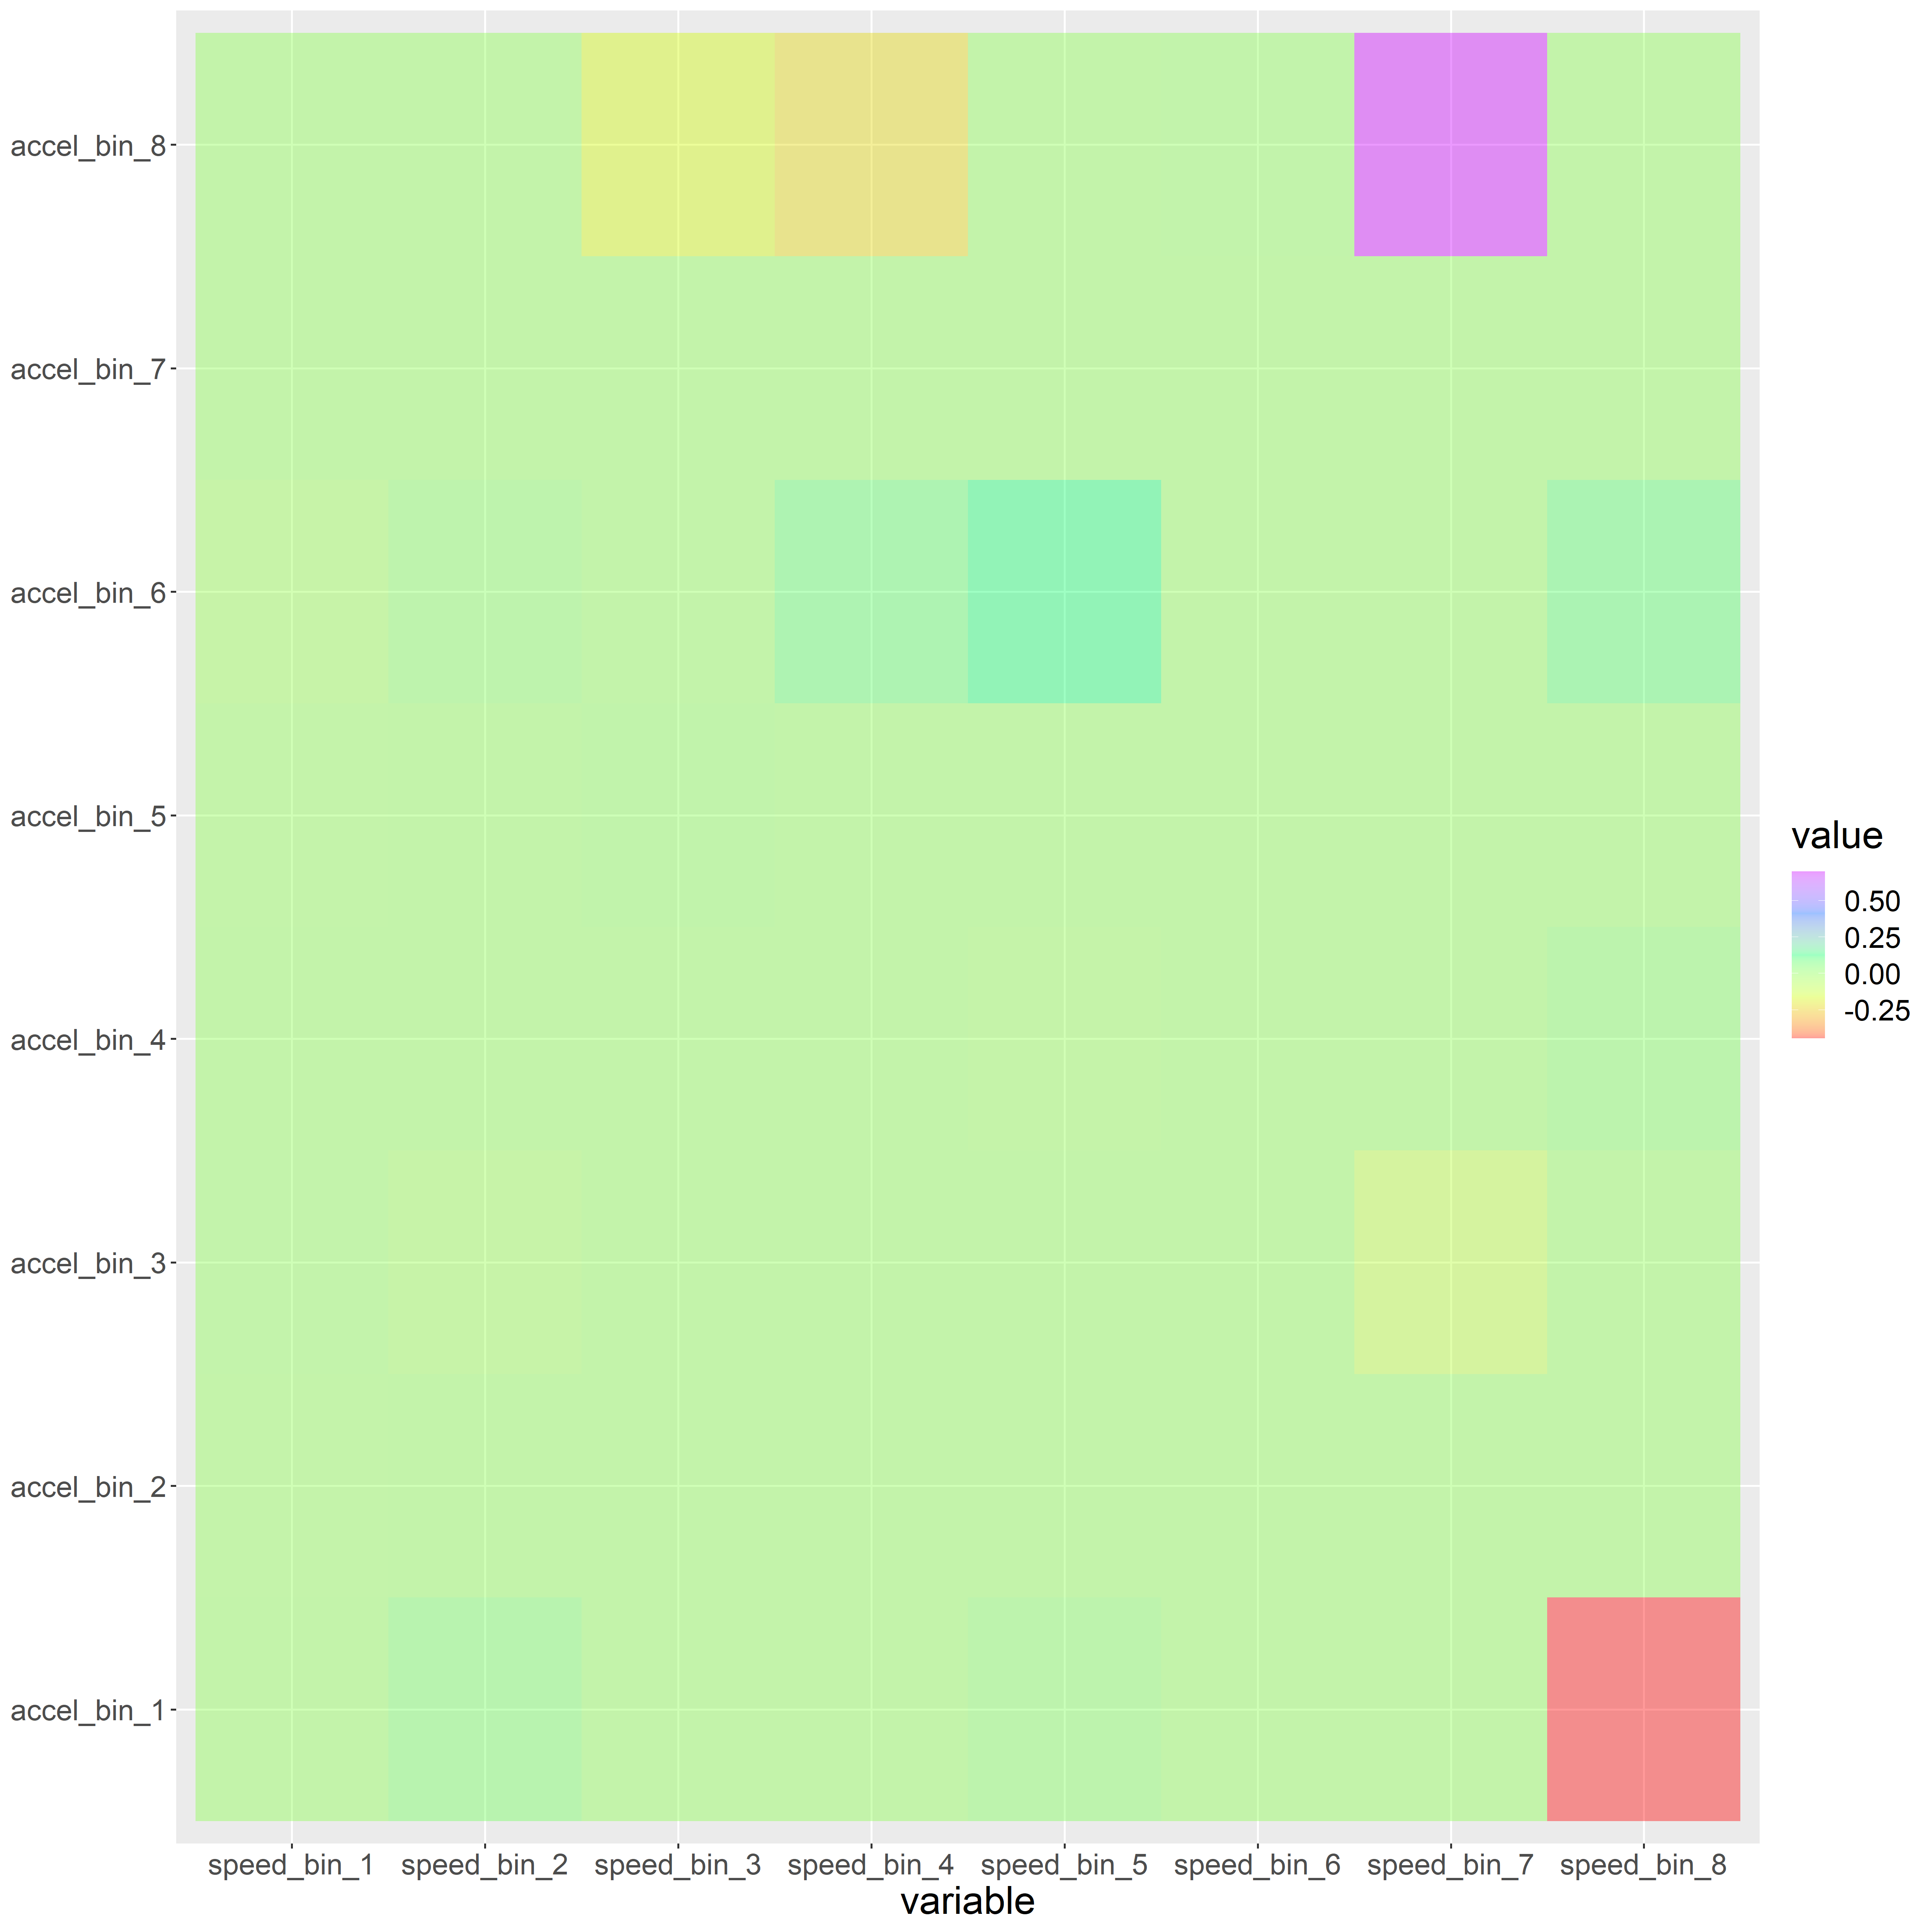 accel_bin_8
accel_bin_7
accel_bin_6
accel_bin_5
accel_bin_4
accel_bin_3
accel_bin_2
accel_bin_1
speed_bin_1 speed_bin_2 speed_bin_3 speed_bin_4 speed_bin_5 speed_bin_6 speed_bin_7 speed_bin_8
variable
value
0.50
0.25
0.00
-0.25